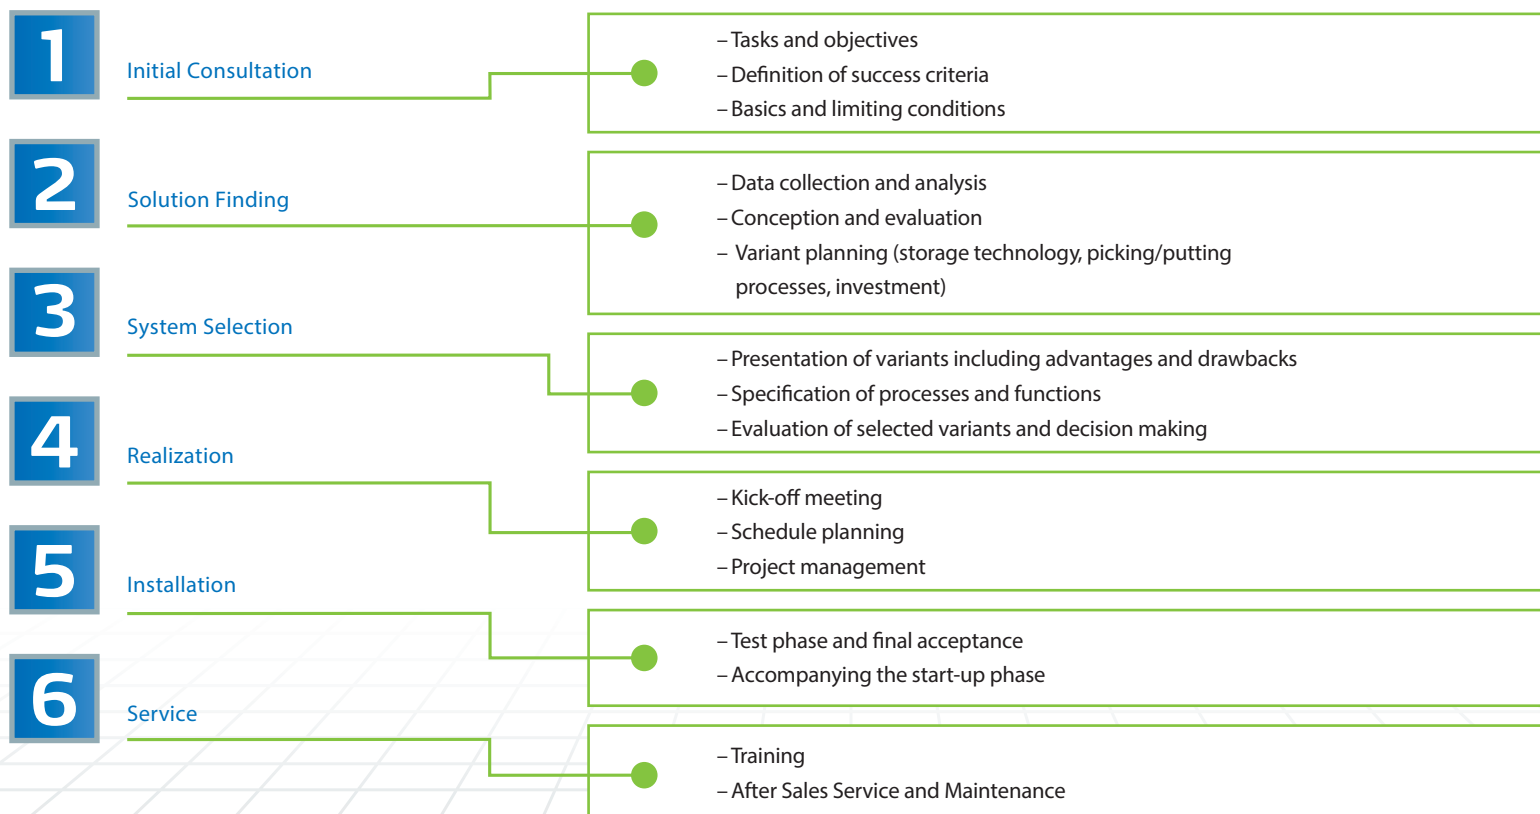 1
Initial Consultation
– Tasks and objectives
– Definition of success criteria
– Basics and limiting conditions
2
Solution Finding
– Data collection and analysis
– Conception and evaluation
– Variant planning (storage technology, picking/putting
processes, investment)
3
System Selection
– Presentation of variants including advantages and drawbacks
– Specification of processes and functions
– Evaluation of selected variants and decision making
4
Realization
– Kick-off meeting
– Schedule planning
– Project management
5
Installation
– Test phase and final acceptance
– Accompanying the start-up phase
6
Service
– Training
– After Sales Service and Maintenance